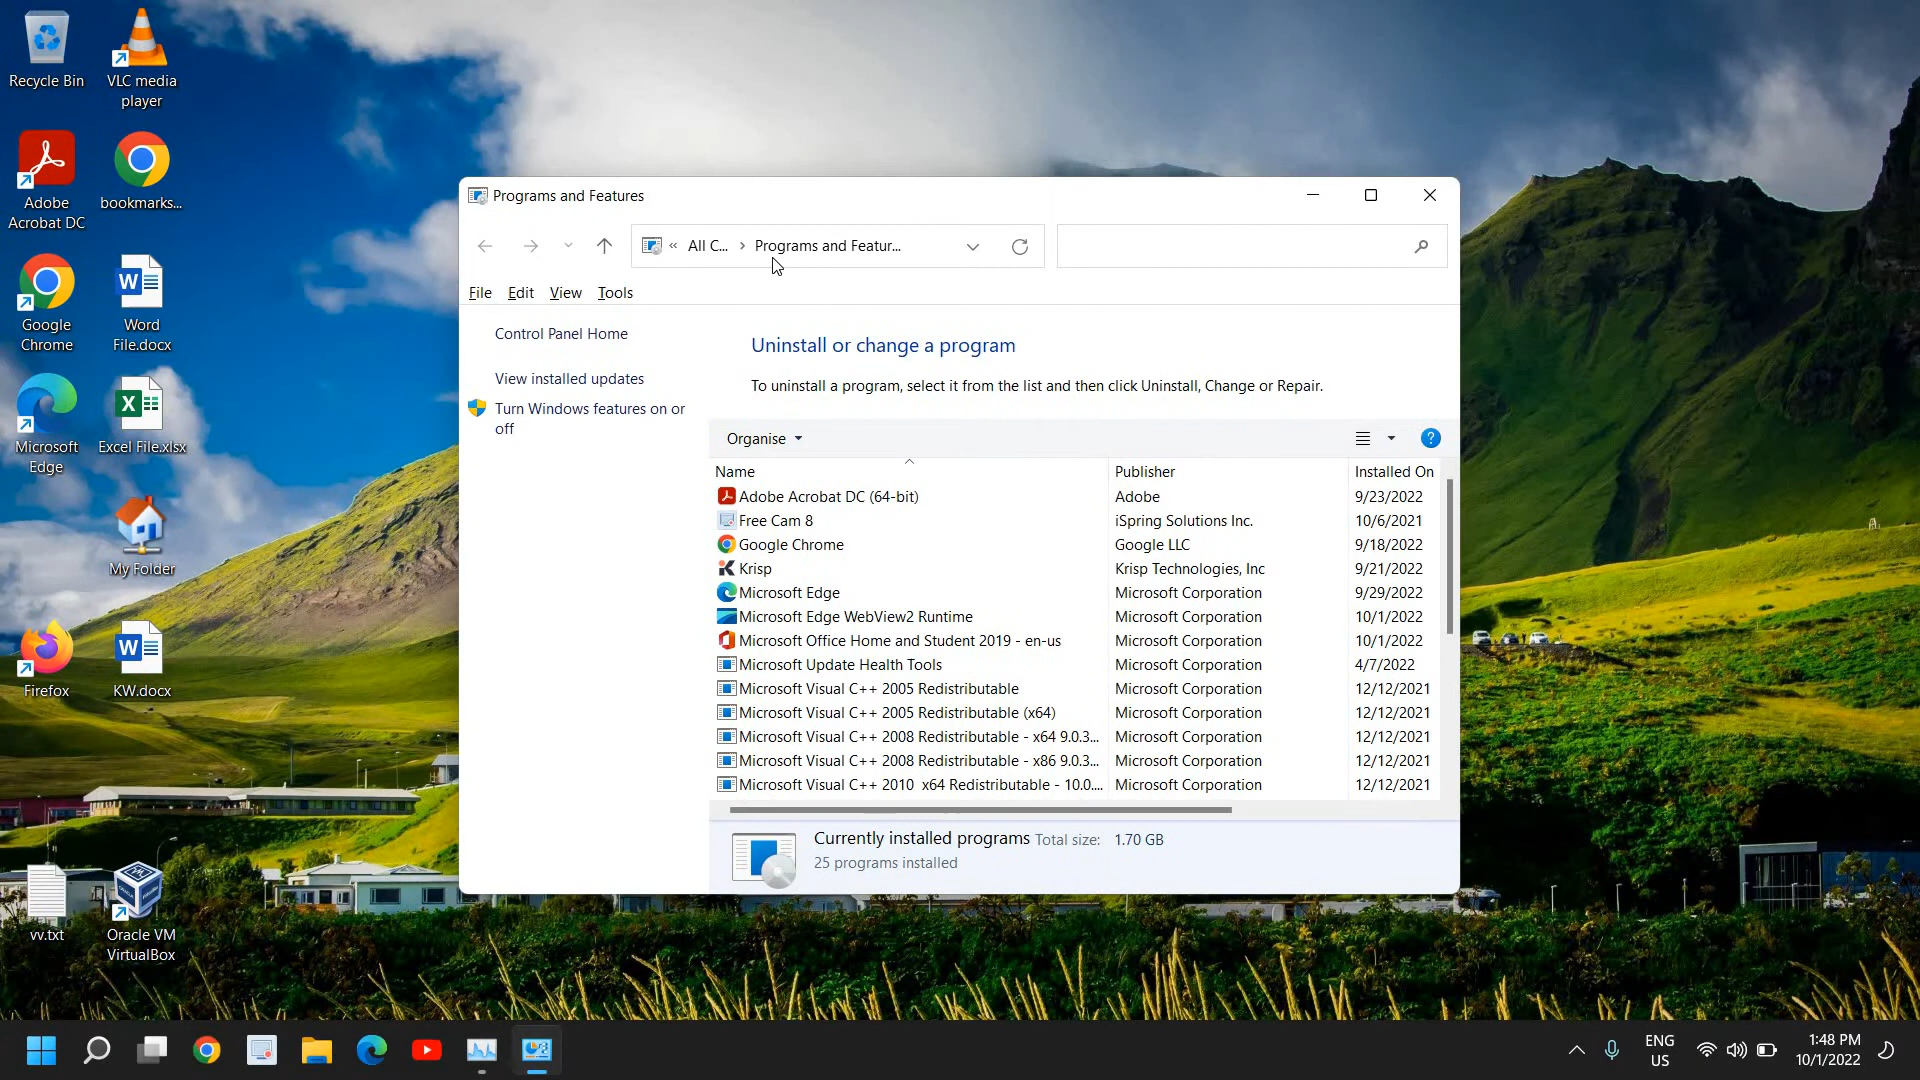 Recycle Bin
VLC media
player
Adobe
Acrobat DC
bookmarks...
Google
Chrome
Word
File.docx
Microsoft
Edge
Excel File.xlsx
My Folder
Firefox
KW.docx
vv.txt
Oracle VM
VirtualBox
Programs and Features
« All C... › Programs and Featur...
File Edit View Tools
Control Panel Home
View installed updates
Turn Windows features on or
off
Uninstall or change a program
To uninstall a program, select it from the list and then click Uninstall, Change or Repair.
Organise
Name Publisher Installed On
Adobe Acrobat DC (64-bit) Adobe 9/23/2022
Free Cam 8 iSpring Solutions Inc. 10/6/2021
Google Chrome Google LLC 9/18/2022
Krisp Krisp Technologies, Inc 9/21/2022
Microsoft Edge Microsoft Corporation 9/29/2022
Microsoft Edge WebView2 Runtime Microsoft Corporation 10/1/2022
Microsoft Office Home and Student 2019 - en-us Microsoft Corporation 10/1/2022
Microsoft Update Health Tools Microsoft Corporation 4/7/2022
Microsoft Visual C++ 2005 Redistributable Microsoft Corporation 12/12/2021
Microsoft Visual C++ 2005 Redistributable (x64) Microsoft Corporation 12/12/2021
Microsoft Visual C++ 2008 Redistributable - x64 9.0.3... Microsoft Corporation 12/12/2021
Microsoft Visual C++ 2008 Redistributable - x86 9.0.3... Microsoft Corporation 12/12/2021
Microsoft Visual C++ 2010 x64 Redistributable - 10.0.... Microsoft Corporation 12/12/2021
Currently installed programs Total size: 1.70 GB
25 programs installed
ENG
US
1:48 PM
10/1/2022